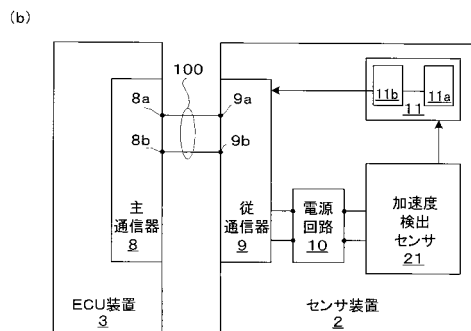 (b)
100
8a
8b
9a
9b
11b
11a
11
主
通信器
8
従
通信器
9
電源
回路
10
加速度
検出
センサ
21
ECU装置
3
センサ装置
2